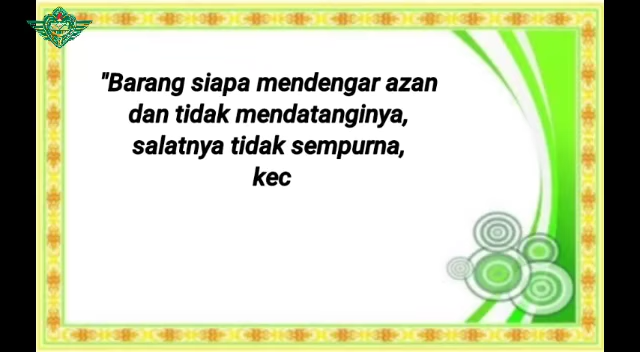 "Barang siapa mendengar azan
dan tidak mendatanginya,
salatnya tidak sempurna,
kec